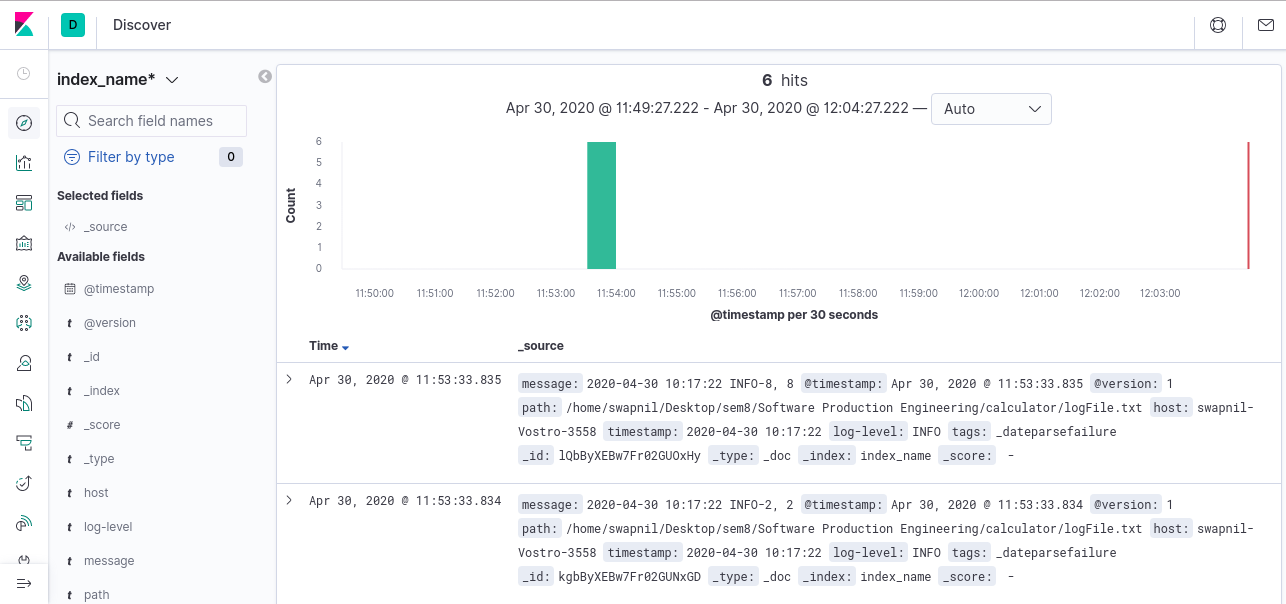 D Discover
index_name*
Search field names
Filter by type 0
Selected fields
</> _source
Available fields
@timestamp
t @version
t _id
t _index
# _score
t _type
t host
t log-level
t message
t path
6 hits
Apr 30, 2020 @ 11:49:27.222 - Apr 30, 2020 @ 12:04:27.222 — Auto
Count
6
5
4
3
2
1
0
11:50:00 11:51:00 11:52:00 11:53:00 11:54:00 11:55:00 11:56:00 11:57:00 11:58:00 11:59:00 12:00:00 12:01:00 12:02:00 12:03:00
@timestamp per 30 seconds
Time _source
Apr 30, 2020 @ 11:53:33.835 message: 2020-04-30 10:17:22 INFO-8, 8 @timestamp: Apr 30, 2020 @ 11:53:33.835 @version: 1
path: /home/swapnil/Desktop/sem8/Software Production Engineering/calculator/logFile.txt host: swapnil-
Vostro-3558 timestamp: 2020-04-30 10:17:22 log-level: INFO tags: _dateparsefailure
_id: lQbByXEBw7Fr02GUOxHy _type: _doc _index: index_name _score: -
Apr 30, 2020 @ 11:53:33.834 message: 2020-04-30 10:17:22 INFO-2, 2 @timestamp: Apr 30, 2020 @ 11:53:33.834 @version: 1
path: /home/swapnil/Desktop/sem8/Software Production Engineering/calculator/logFile.txt host: swapnil-
Vostro-3558 timestamp: 2020-04-30 10:17:22 log-level: INFO tags: _dateparsefailure
_id: kgbByXEBw7Fr02GUNxGD _type: _doc _index: index_name _score: -